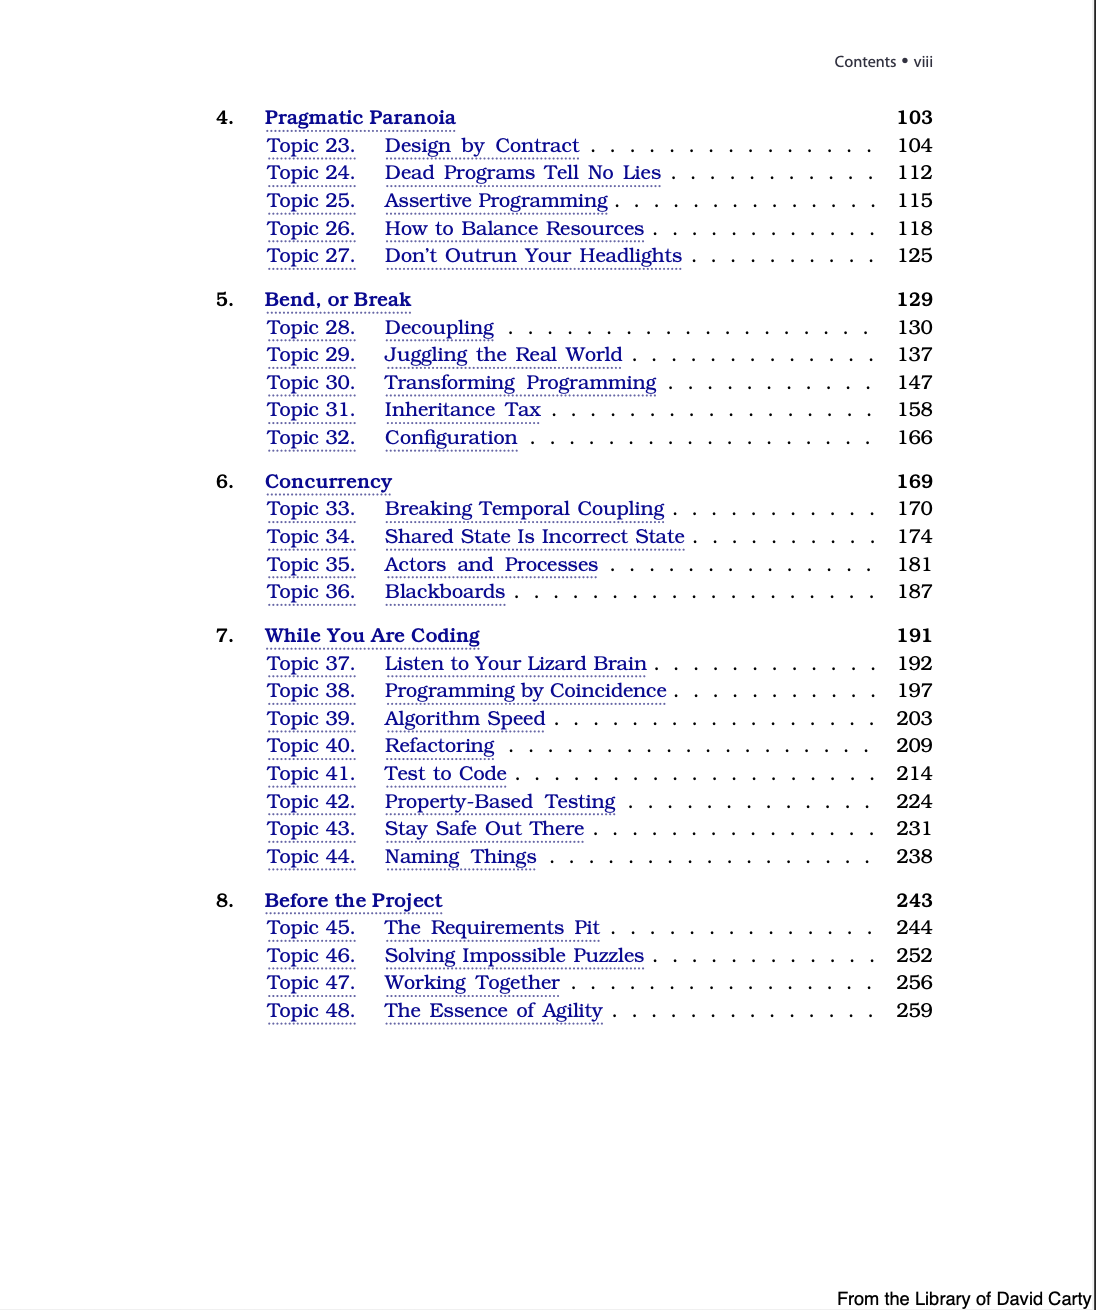 Contents • viii
4. Pragmatic Paranoia 103
Topic 23. Design by Contract . . . . . . . . . . . . . . . 104
Topic 24. Dead Programs Tell No Lies . . . . . . . . . . . 112
Topic 25. Assertive Programming . . . . . . . . . . . . . . 115
Topic 26. How to Balance Resources . . . . . . . . . . . . 118
Topic 27. Don’t Outrun Your Headlights . . . . . . . . . . 125
5. Bend, or Break 129
Topic 28. Decoupling . . . . . . . . . . . . . . . . . . . 130
Topic 29. Juggling the Real World . . . . . . . . . . . . . 137
Topic 30. Transforming Programming . . . . . . . . . . . 147
Topic 31. Inheritance Tax . . . . . . . . . . . . . . . . . 158
Topic 32. Configuration . . . . . . . . . . . . . . . . . . 166
6. Concurrency 169
Topic 33. Breaking Temporal Coupling . . . . . . . . . . . 170
Topic 34. Shared State Is Incorrect State . . . . . . . . . . 174
Topic 35. Actors and Processes . . . . . . . . . . . . . . 181
Topic 36. Blackboards . . . . . . . . . . . . . . . . . . . 187
7. While You Are Coding 191
Topic 37. Listen to Your Lizard Brain . . . . . . . . . . . . 192
Topic 38. Programming by Coincidence . . . . . . . . . . . 197
Topic 39. Algorithm Speed . . . . . . . . . . . . . . . . . 203
Topic 40. Refactoring . . . . . . . . . . . . . . . . . . . 209
Topic 41. Test to Code . . . . . . . . . . . . . . . . . . . 214
Topic 42. Property-Based Testing . . . . . . . . . . . . . 224
Topic 43. Stay Safe Out There . . . . . . . . . . . . . . . 231
Topic 44. Naming Things . . . . . . . . . . . . . . . . . 238
8. Before the Project 243
Topic 45. The Requirements Pit . . . . . . . . . . . . . . 244
Topic 46. Solving Impossible Puzzles . . . . . . . . . . . . 252
Topic 47. Working Together . . . . . . . . . . . . . . . . 256
Topic 48. The Essence of Agility . . . . . . . . . . . . . . 259
From the Library of David Carty